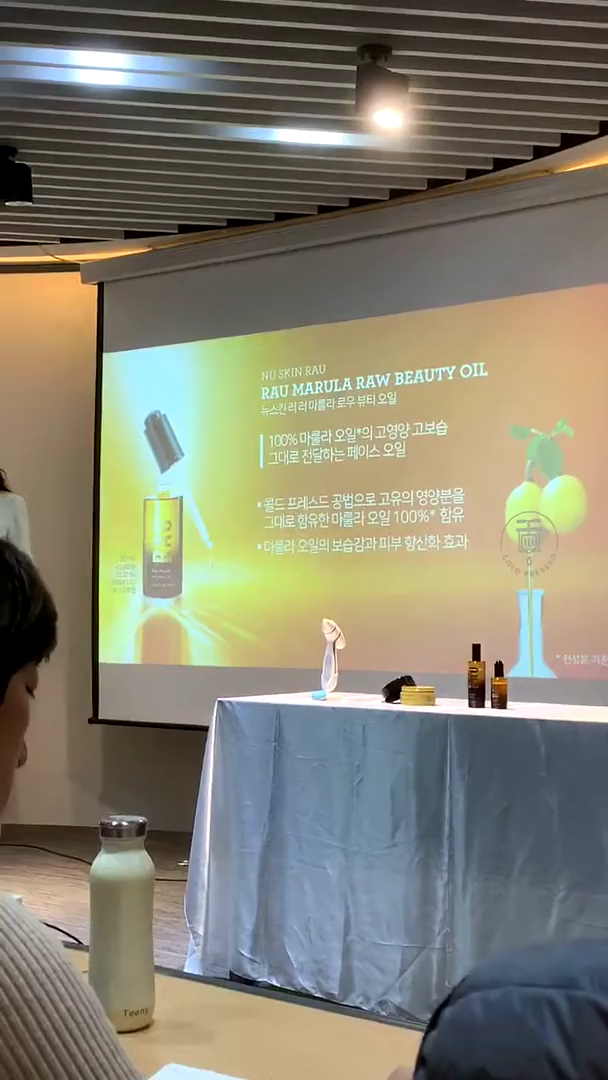 NU SKIN RAU
RAU MARULA RAW BEAUTY OIL
뉴스킨 러 러 마룰라 로우 뷰티 오일
100% 마룰라 오일*의 고영양 고보습
그대로 전달하는 페이스 오일
• 콜드 프레스드 공법으로 고유의 영양분을
그대로 함유한 마룰라 오일 100%* 함유
• 마룰라 오일의 보습감과 피부 항산화 효과
rau
COLD PRESSED
Teeny